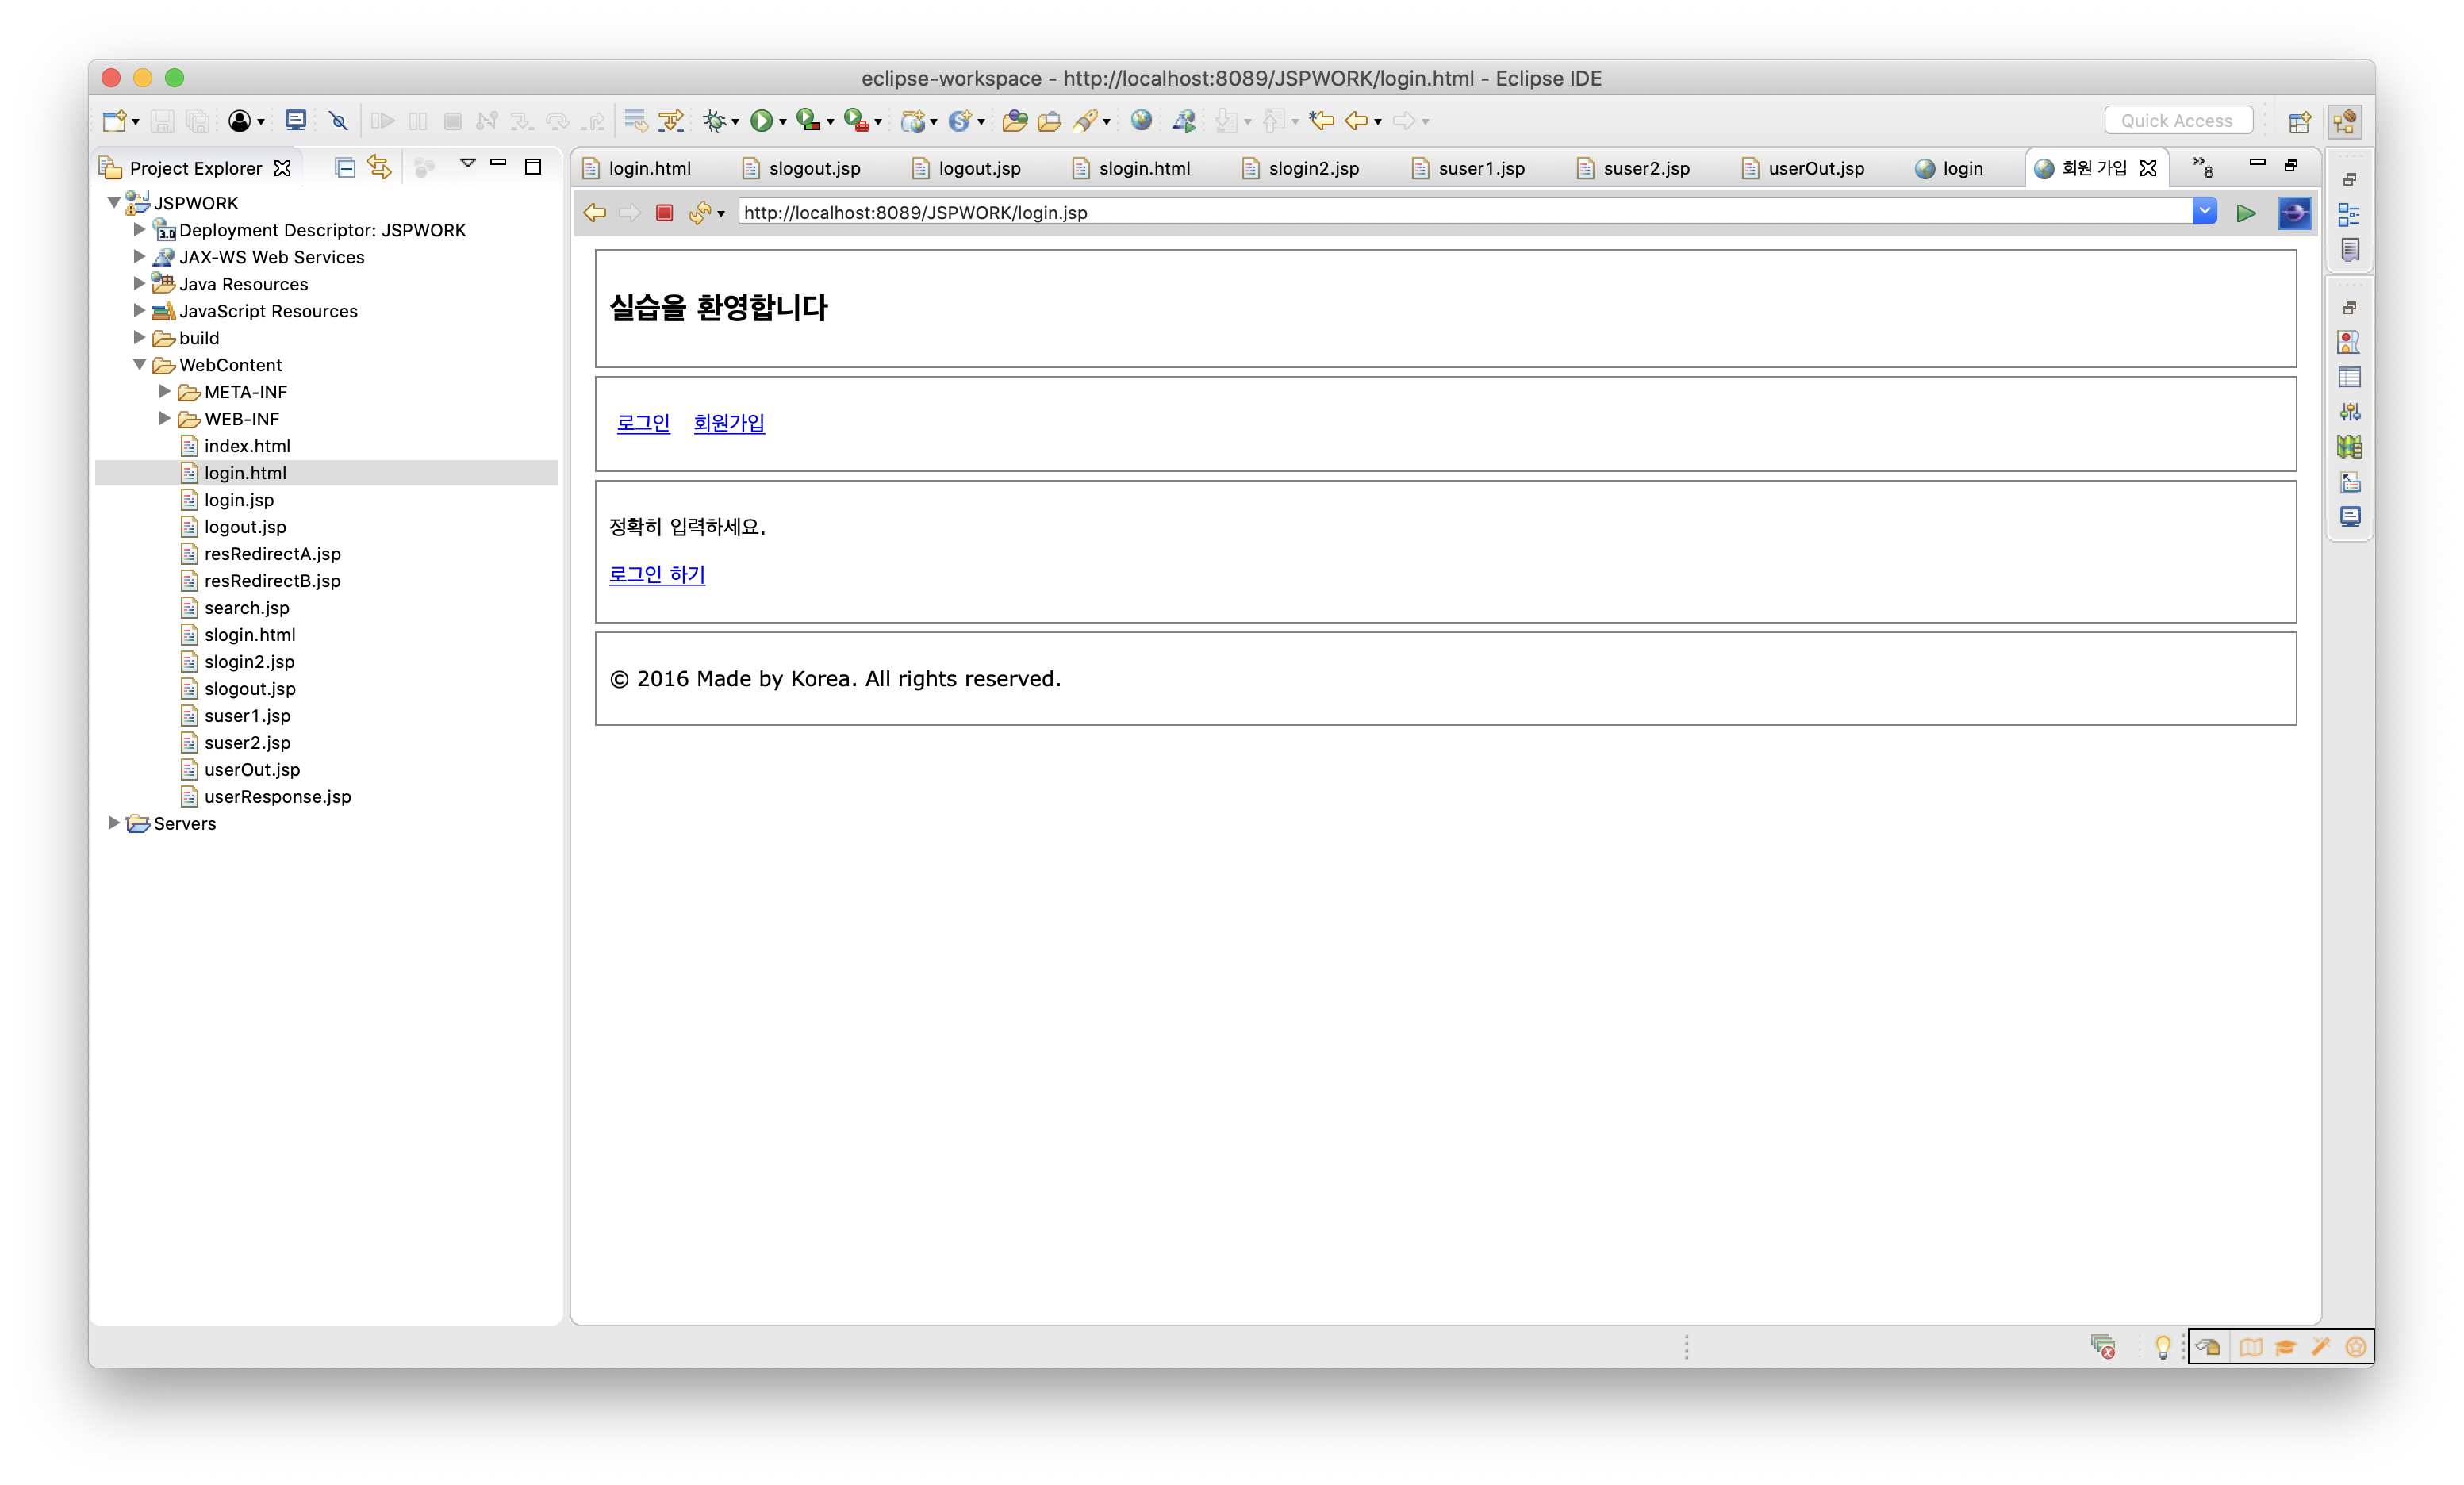 eclipse-workspace - http://localhost:8089/JSPWORK/login.html - Eclipse IDE
Quick Access
Project Explorer
login.html slogout.jsp logout.jsp slogin.html slogin2.jsp suser1.jsp suser2.jsp userOut.jsp login 회원 가입 »8
http://localhost:8089/JSPWORK/login.jsp
JSPWORK
3.0 Deployment Descriptor: JSPWORK
JAX-WS Web Services
Java Resources
JavaScript Resources
build
WebContent
META-INF
WEB-INF
index.html
login.html
login.jsp
logout.jsp
resRedirectA.jsp
resRedirectB.jsp
search.jsp
slogin.html
slogin2.jsp
slogout.jsp
suser1.jsp
suser2.jsp
userOut.jsp
userResponse.jsp
Servers
실습을 환영합니다
로그인 회원가입
정확히 입력하세요.
로그인 하기
© 2016 Made by Korea. All rights reserved.